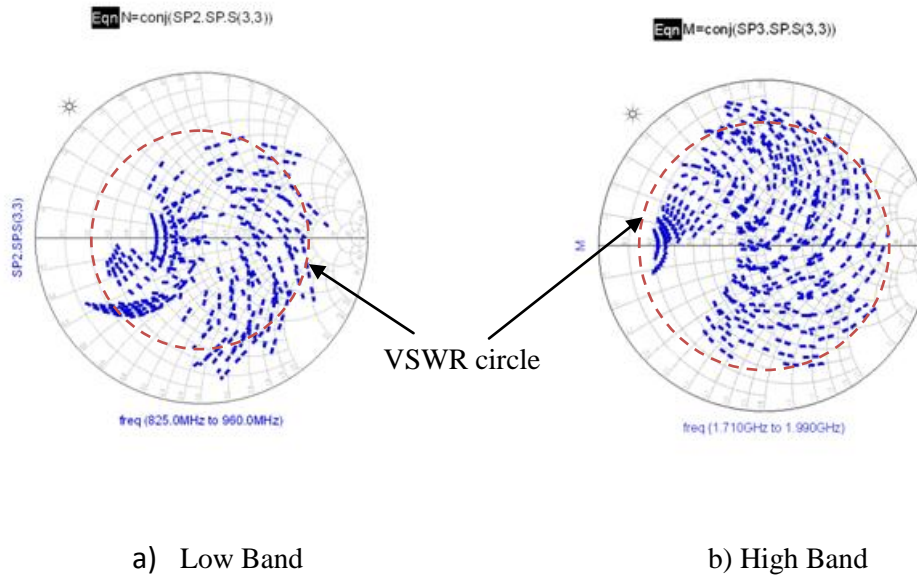 Eqn N=conj(SP2.SP.S(3,3))
Eqn M=conj(SP3.SP.S(3,3))
SP2.SP.S(3,3)
M
VSWR circle
freq (825.0MHz to 960.0MHz)
freq (1.710GHz to 1.990GHz)
a) Low Band
b) High Band